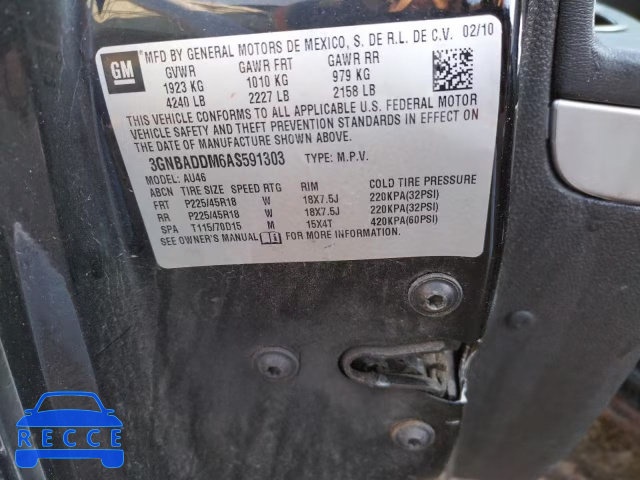 GM
MFD BY GENERAL MOTORS DE MEXICO, S. DE R.L. DE C.V. 02/10
GVWR GAWR FRT GAWR RR
1923 KG 1010 KG 979 KG
4240 LB 2227 LB 2158 LB
THIS VEHICLE CONFORMS TO ALL APPLICABLE U.S. FEDERAL MOTOR
VEHICLE SAFETY AND THEFT PREVENTION STANDARDS IN EFFECT ON
THE DATE OF MANUFACTURE SHOWN ABOVE.
3GNBADDM6AS591303 TYPE: M.P.V.
MODEL: AU46
3ABCN TIRE SIZE SPEED RTG RIM COLD TIRE PRESSURE
FRT P225/45R18 W 18X7.5J 220KPA(32PSI)
RR P225/45R18 W 18X7.5J 220KPA(32PSI)
SPA T115/70D15 M 15X4T 420KPA(60PSI)
SEE OWNER'S MANUAL FOR MORE INFORMATION
RECCE